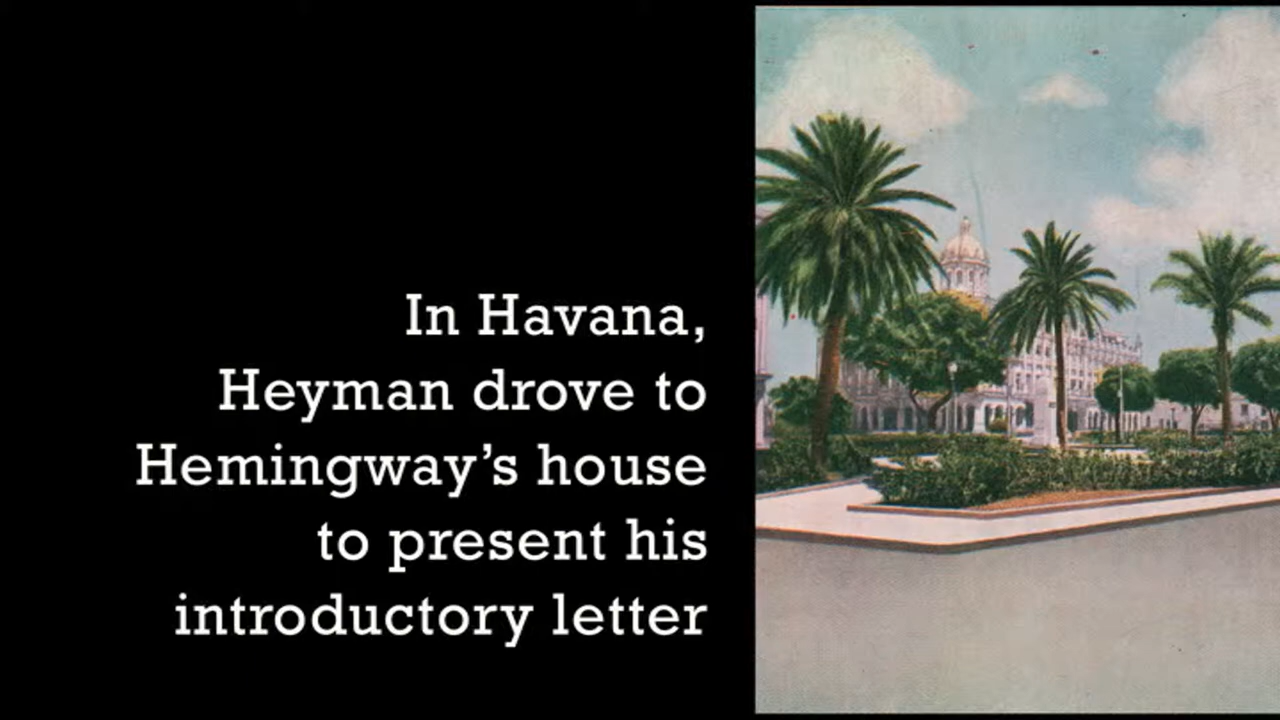 In Havana,
Heyman drove to
Hemingway’s house
to present his
introductory letter